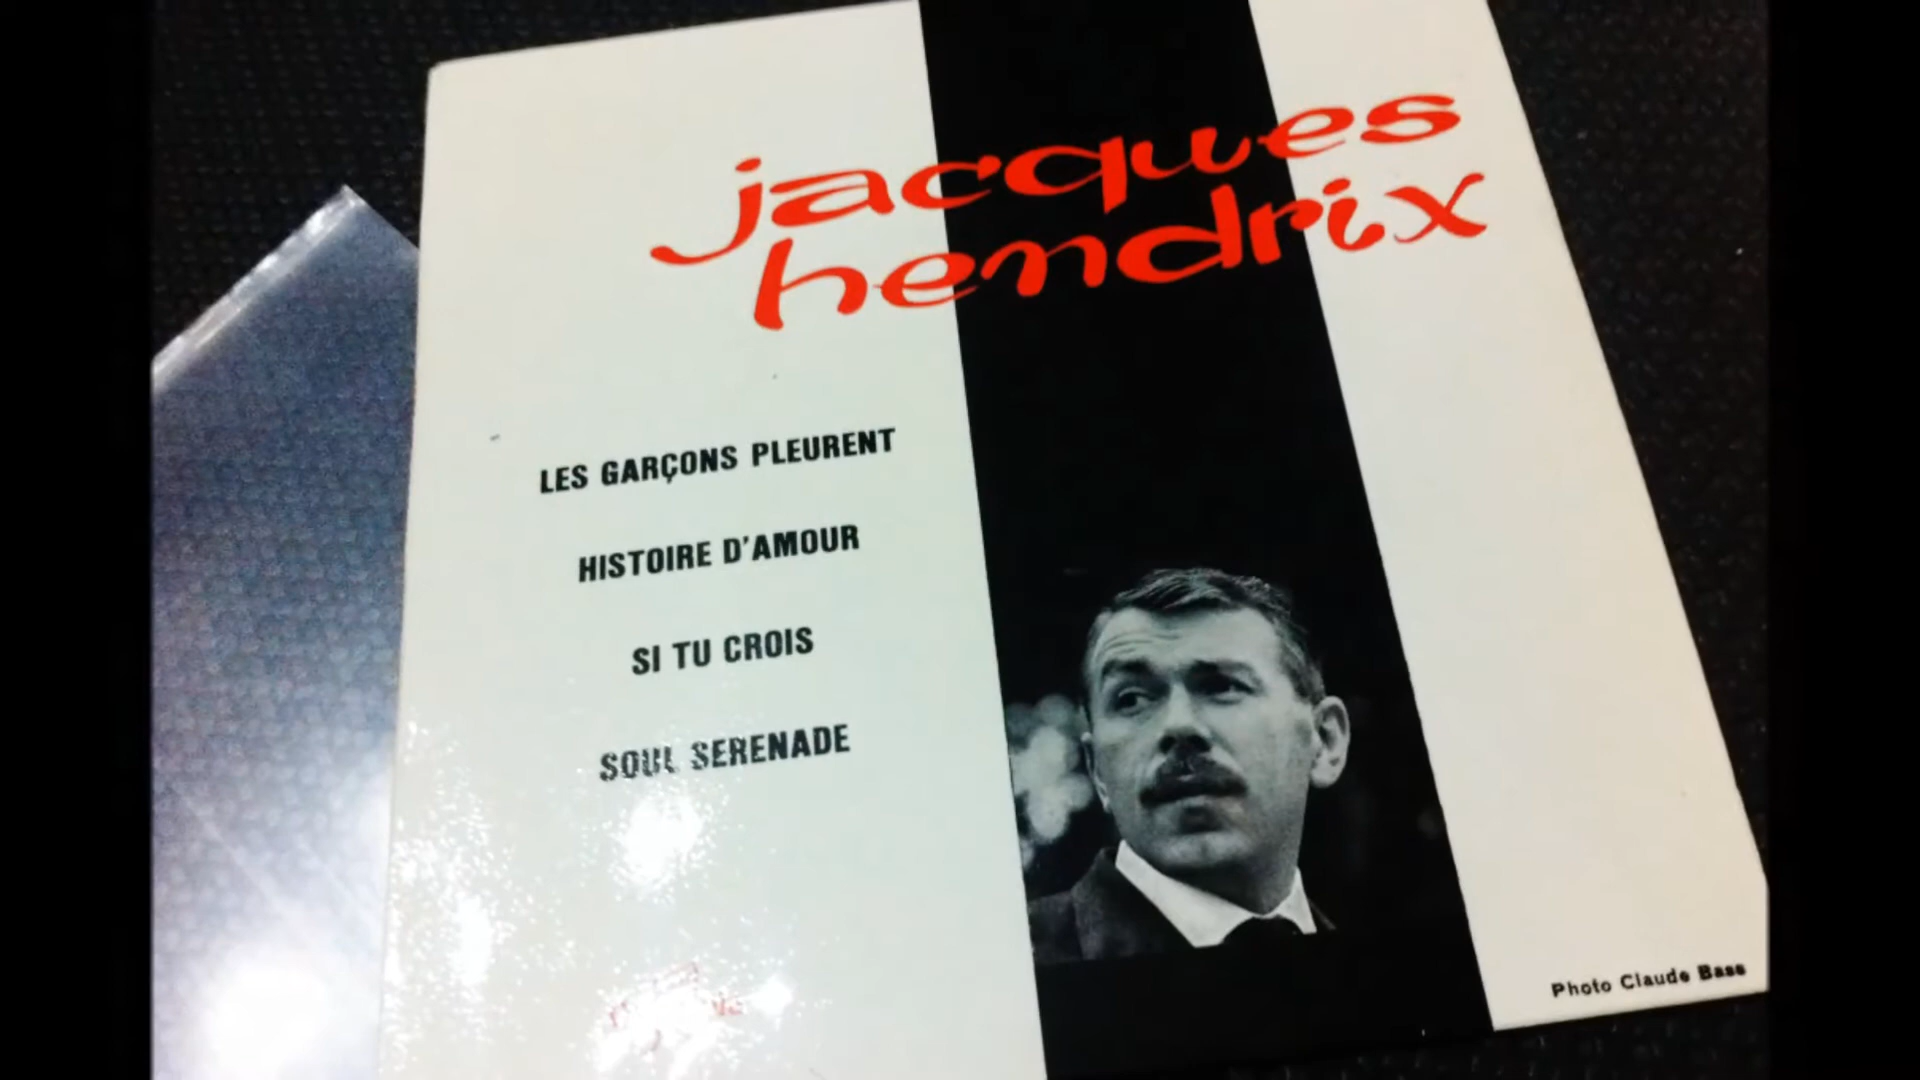 jacques
hendrix
LES GARÇONS PLEURENT
HISTOIRE D'AMOUR
SI TU CROIS
SOUL SERENADE
Photo Claude Bass